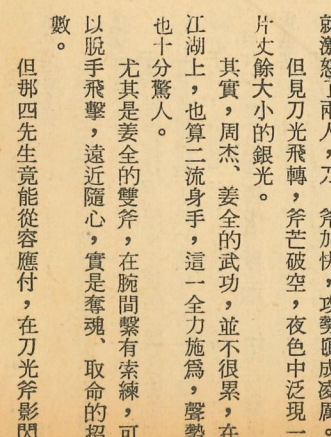 就激怒了兩人，刀、斧加快，攻勢頓成凌厲。
但見刀光飛轉，斧芒破空，夜色中泛現一
片丈餘大小的銀光。
其實，周杰、姜全的武功，並不很累，在
江湖上，也算二流身手，這一全力施爲，聲勢
也十分驚人。
尤其是姜全的雙斧，在腕間繫有索練，可
以脫手飛擊，遠近隨心，實是奪魂、取命的招
數。
但那四先生竟能從容應付，在刀光斧影閃